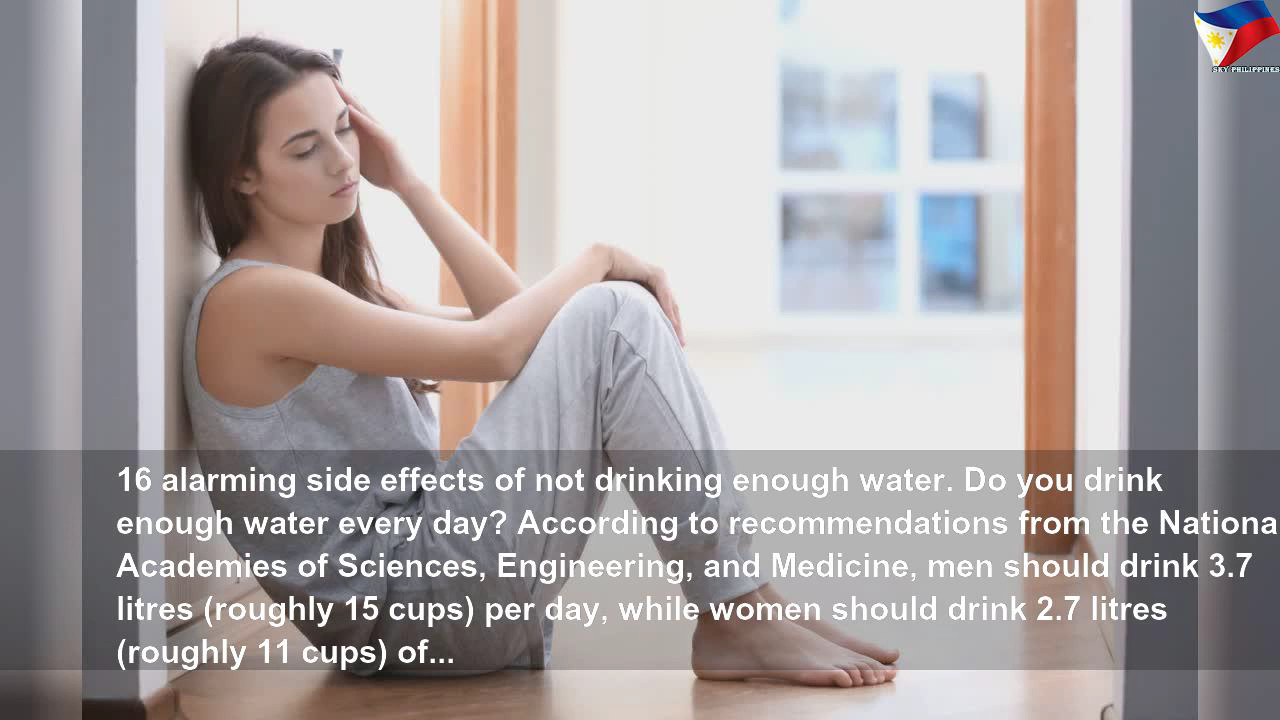 SKY PHILIPPINES
16 alarming side effects of not drinking enough water. Do you drink
enough water every day? According to recommendations from the Nationa
Academies of Sciences, Engineering, and Medicine, men should drink 3.7
litres (roughly 15 cups) per day, while women should drink 2.7 litres
(roughly 11 cups) of...